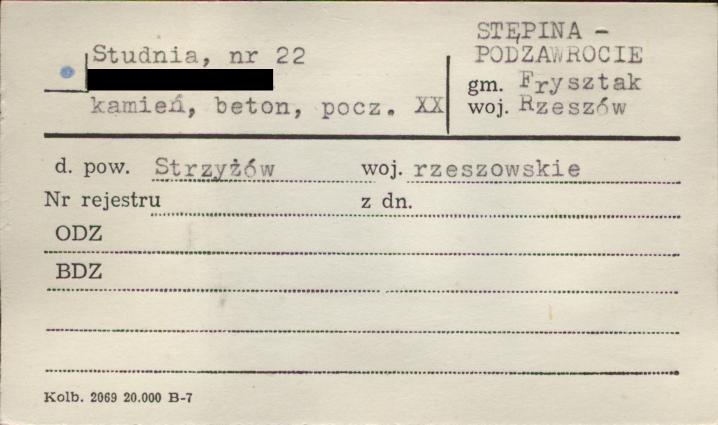 Studnia, nr 22
kamień, beton, pocz. XX
STĘPINA -
PODZAWROCIE
gm. Frysztak
woj. Rzeszów
d. pow. Strzyżów woj. rzeszowskie
Nr rejestru z dn.
ODZ
BDZ
Kolb. 2069 20.000 B-7